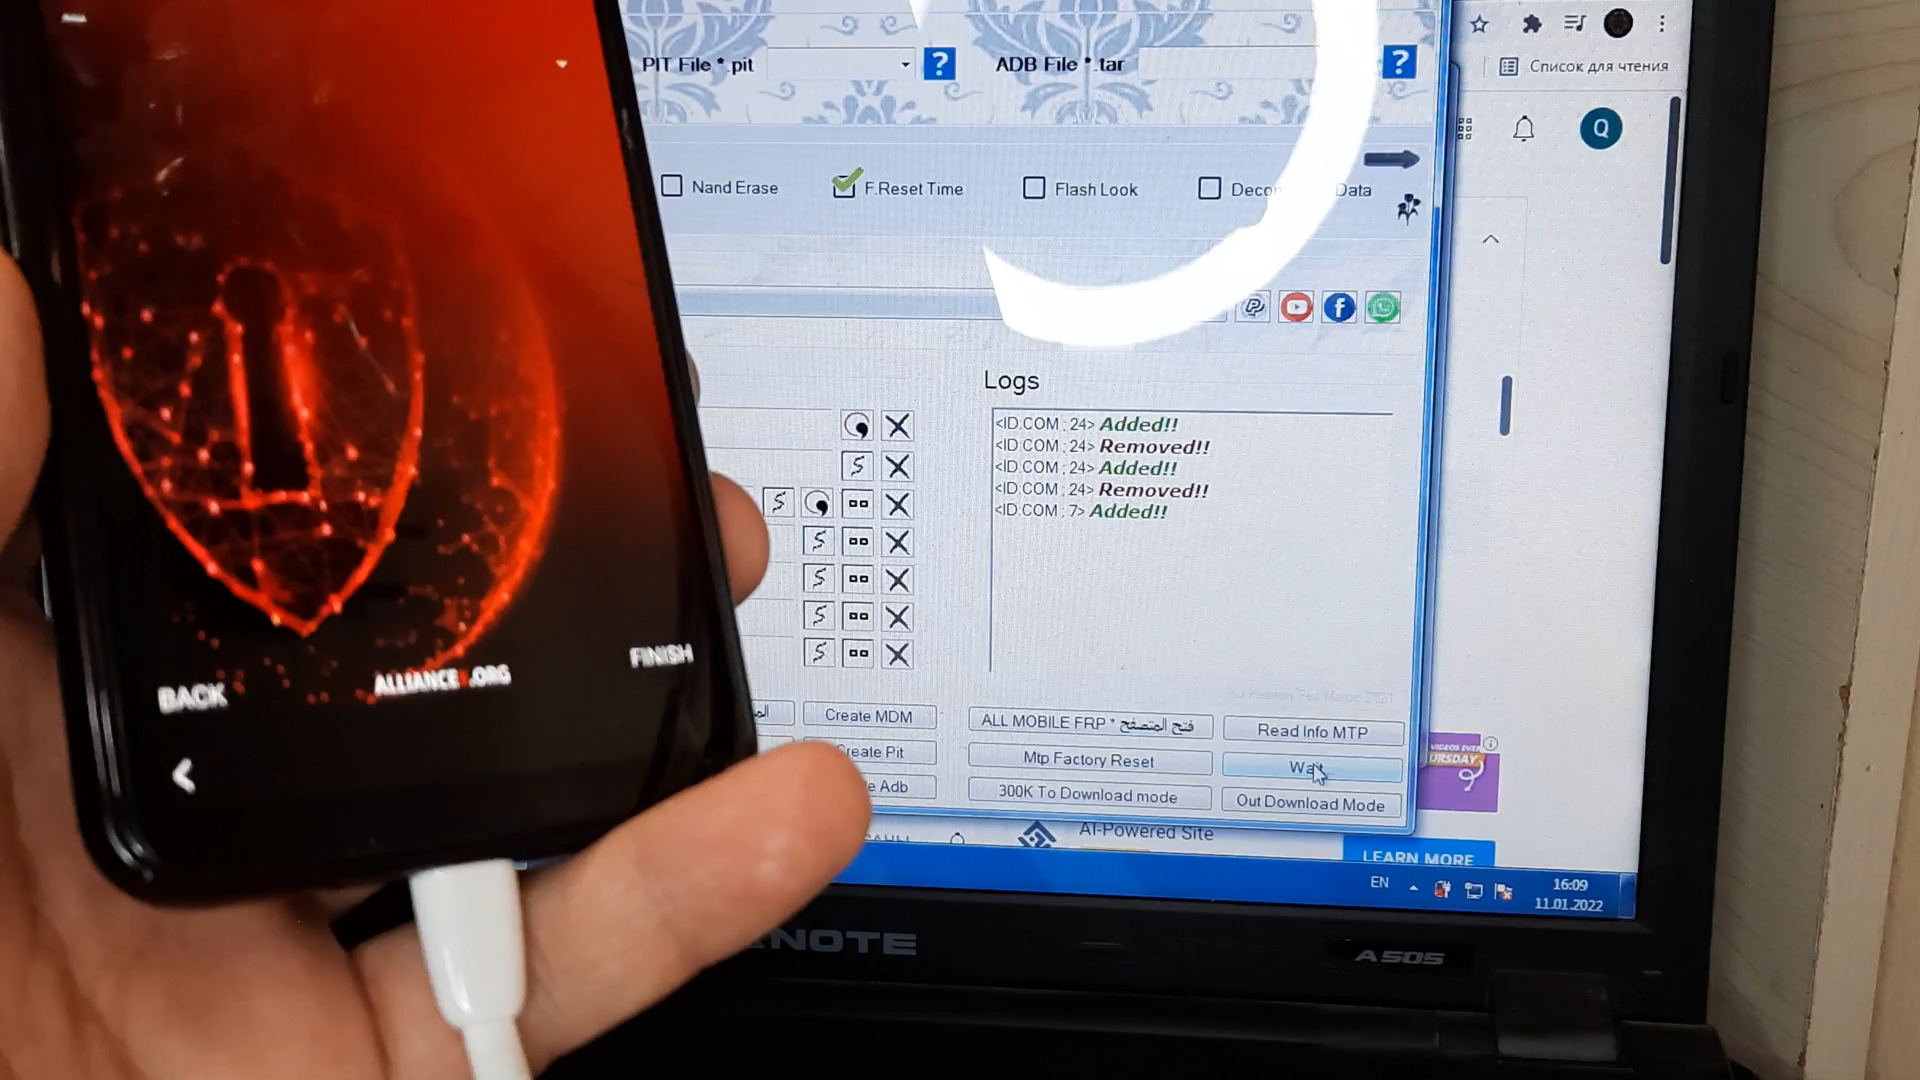 PIT File *.pit
?
ADB File *.tar
?
Список для чтения
Q
Nand Erase
F.Reset Time
Flash Look
Data
Logs
<ID:COM ; 24> Added!!
<ID:COM ; 24> Removed!!
<ID:COM ; 24> Added!!
<ID:COM ; 24> Removed!!
<ID:COM ; 7> Added!!
Create MDM
ALL MOBILE FRP * فتح المتصفح
Read Info MTP
Create Pit
Mtp Factory Reset
Adb
300K To Download mode
Out Download Mode
AI-Powered Site
LEARN MORE
EN
16:09
11.01.2022
NOTE
A505
BACK
ALLIANCEX.ORG
FINISH